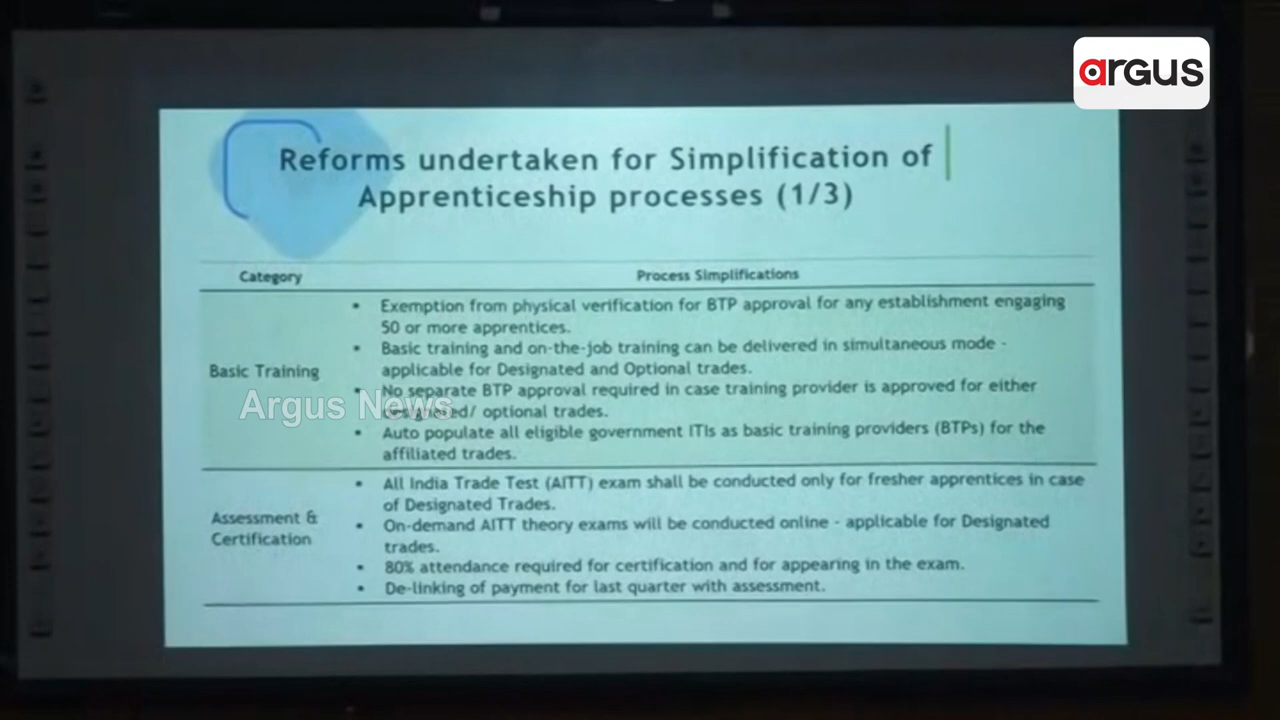 argus
Reforms undertaken for Simplification of
Apprenticeship processes (1/3)
Category
Process Simplifications
Basic Training
• Exemption from physical verification for BTP approval for any establishment engaging
50 or more apprentices.
• Basic training and on-the-job training can be delivered in simultaneous mode -
applicable for Designated and Optional trades.
• No separate BTP approval required in case training provider is approved for either
designated/ optional trades.
• Auto populate all eligible government ITIs as basic training providers (BTPs) for the
affiliated trades.
Argus News
Assessment &
Certification
• All India Trade Test (AITT) exam shall be conducted only for fresher apprentices in case
of Designated Trades.
• On-demand AITT theory exams will be conducted online - applicable for Designated
trades.
• 80% attendance required for certification and for appearing in the exam.
• De-linking of payment for last quarter with assessment.